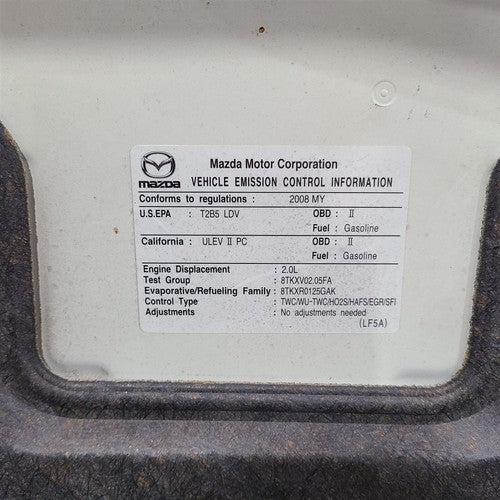 Mazda Motor Corporation
mazda VEHICLE EMISSION CONTROL INFORMATION
Conforms to regulations : 2008 MY
U.S.EPA : T2B5 LDV OBD : II
Fuel : Gasoline
California : ULEV II PC OBD : II
Fuel : Gasoline
Engine Displacement : 2.0L
Test Group : 8TKXV02.05FA
Evaporative/Refueling Family : 8TKXR0125GAK
Control Type : TWC/WU-TWC/HO2S/HAFS/EGR/SFI
Adjustments : No adjustments needed
(LF5A)